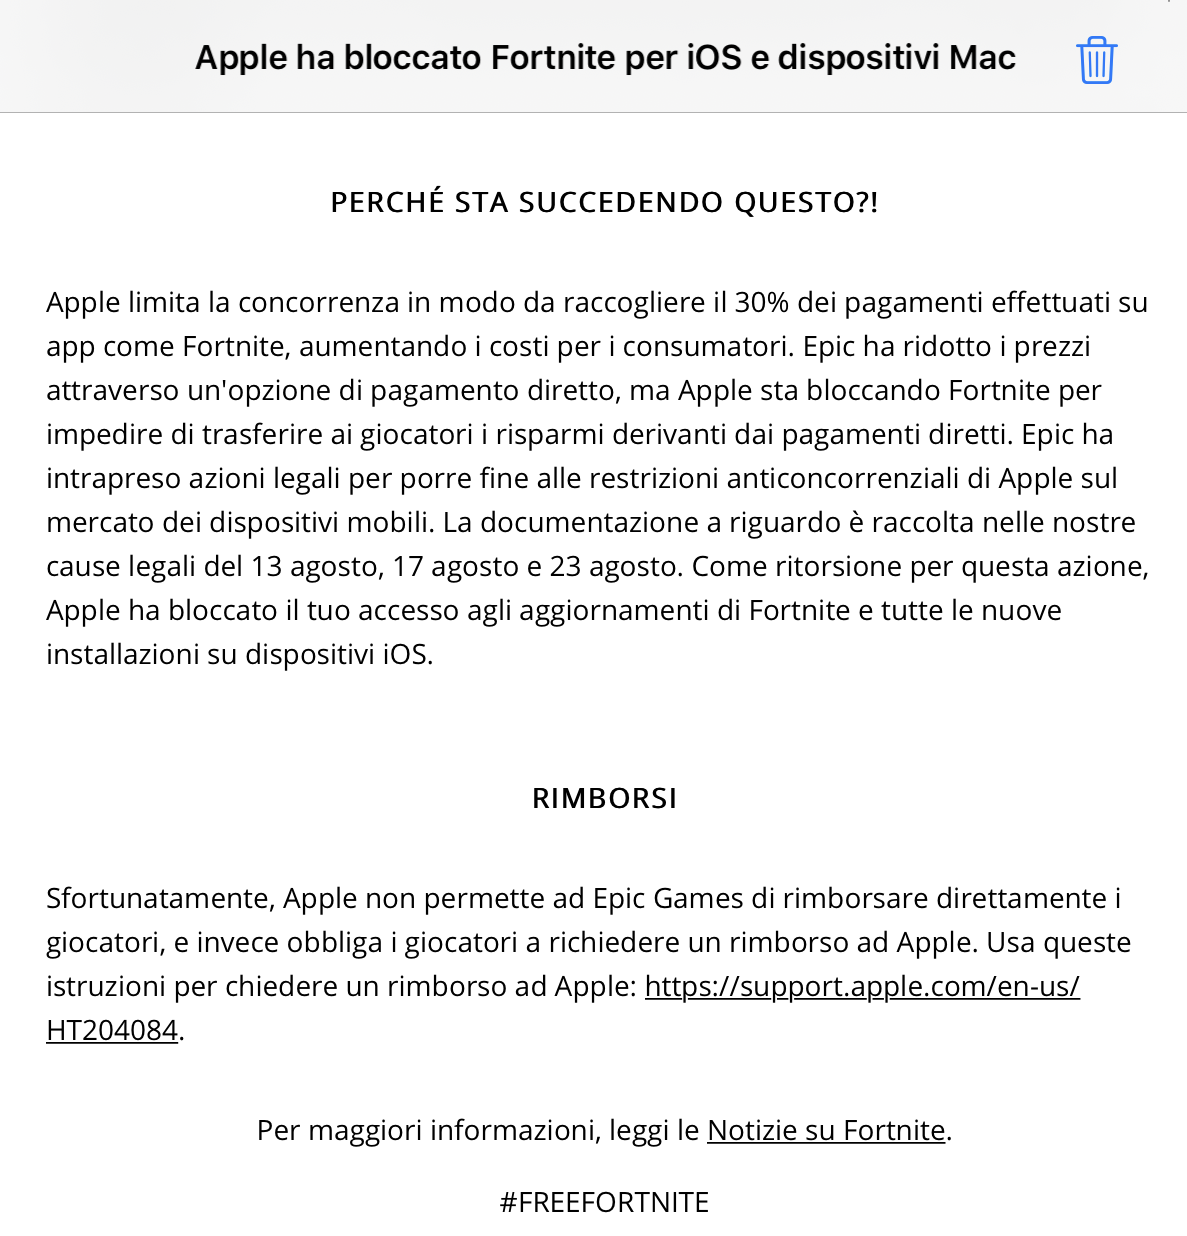 Apple ha bloccato Fortnite per iOS e dispositivi Mac
PERCHÉ STA SUCCEDENDO QUESTO?!
Apple limita la concorrenza in modo da raccogliere il 30% dei pagamenti effettuati su
app come Fortnite, aumentando i costi per i consumatori. Epic ha ridotto i prezzi
attraverso un'opzione di pagamento diretto, ma Apple sta bloccando Fortnite per
impedire di trasferire ai giocatori i risparmi derivanti dai pagamenti diretti. Epic ha
intrapreso azioni legali per porre fine alle restrizioni anticoncorrenziali di Apple sul
mercato dei dispositivi mobili. La documentazione a riguardo è raccolta nelle nostre
cause legali del 13 agosto, 17 agosto e 23 agosto. Come ritorsione per questa azione,
Apple ha bloccato il tuo accesso agli aggiornamenti di Fortnite e tutte le nuove
installazioni su dispositivi iOS.
RIMBORSI
Sfortunatamente, Apple non permette ad Epic Games di rimborsare direttamente i
giocatori, e invece obbliga i giocatori a richiedere un rimborso ad Apple. Usa queste
istruzioni per chiedere un rimborso ad Apple: https://support.apple.com/en-us/
HT204084.
Per maggiori informazioni, leggi le Notizie su Fortnite.
#FREEFORTNITE